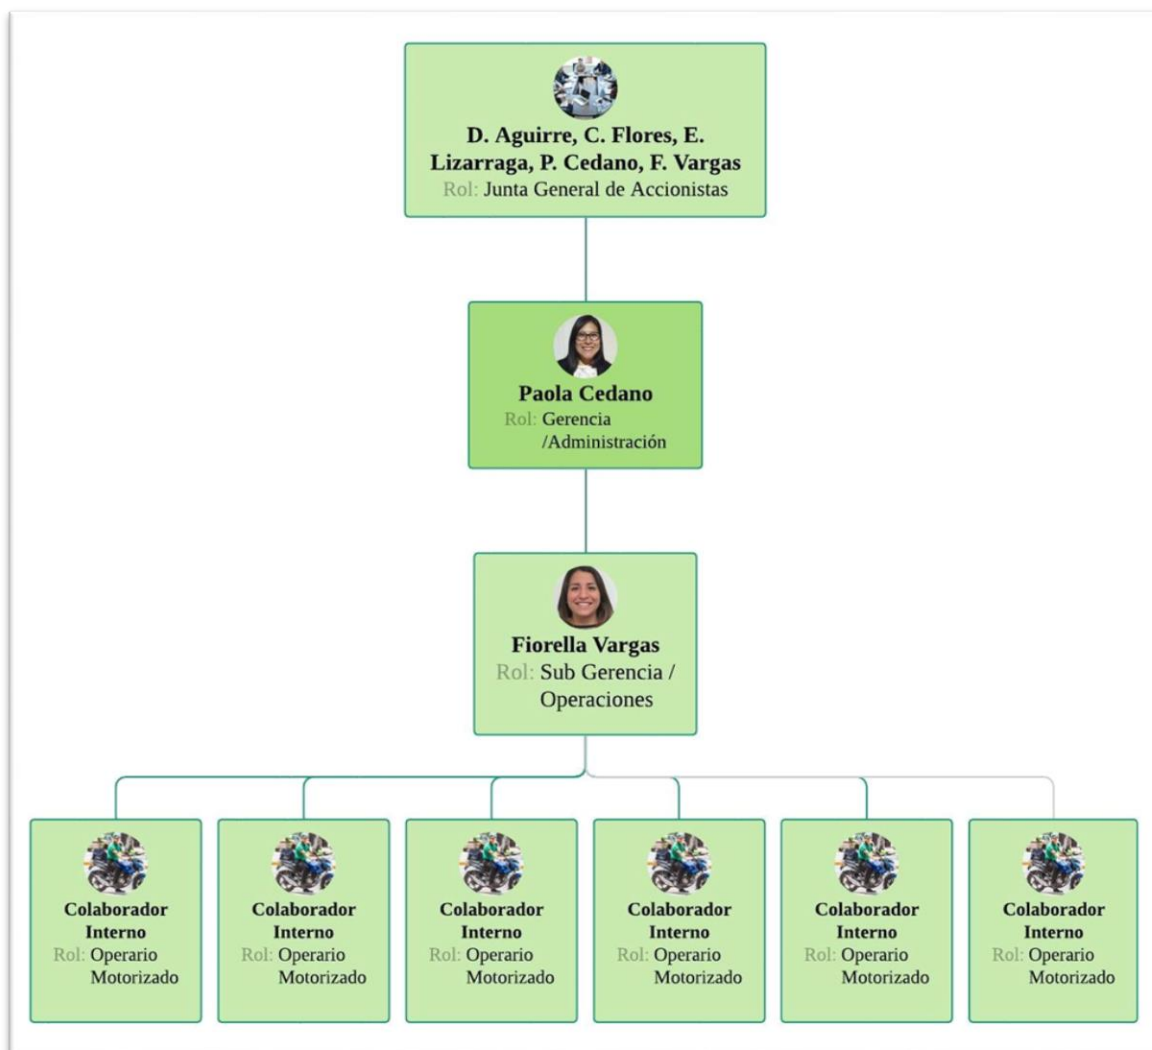 D. Aguirre, C. Flores, E.
Lizarraga, P. Cedano, F. Vargas
Rol: Junta General de Accionistas
Paola Cedano
Rol: Gerencia
/Administración
Fiorella Vargas
Rol: Sub Gerencia /
Operaciones
Colaborador
Interno
Rol: Operario
Motorizado
Colaborador
Interno
Rol: Operario
Motorizado
Colaborador
Interno
Rol: Operario
Motorizado
Colaborador
Interno
Rol: Operario
Motorizado
Colaborador
Interno
Rol: Operario
Motorizado
Colaborador
Interno
Rol: Operario
Motorizado